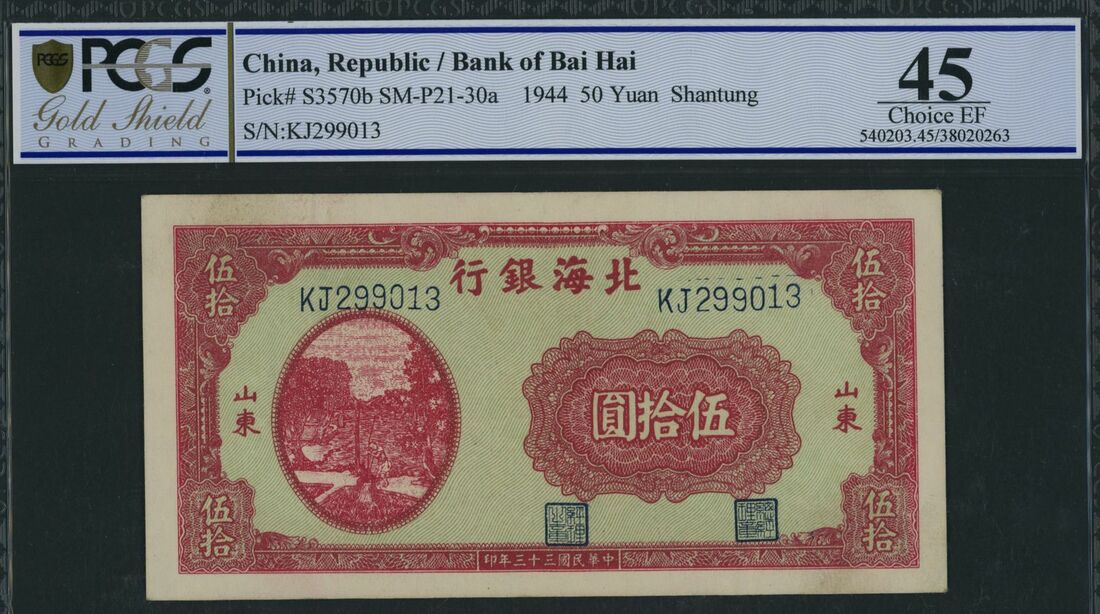 PCGS
Gold Shield
GRADING
China, Republic / Bank of Bai Hai
Pick# S3570b SM-P21-30a 1944 50 Yuan Shantung
S/N:KJ299013
45
Choice EF
540203.45/38020263
北海銀行
KJ299013
KJ299013
伍拾
伍拾
山東
山東
伍拾圓
伍拾
伍拾
中華民國三十三年印